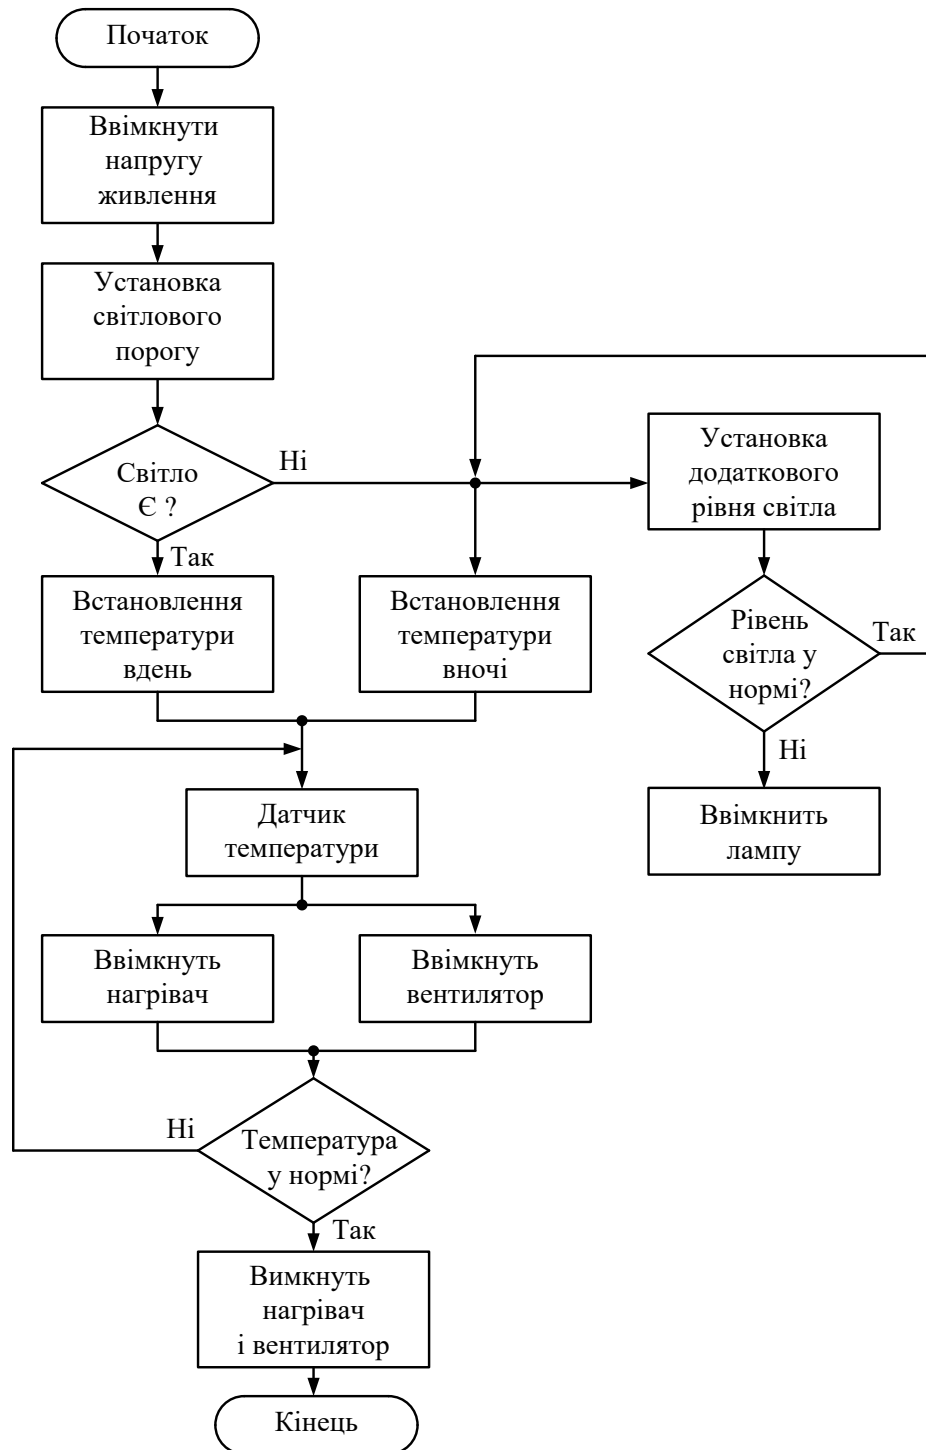 Початок
Ввімкнути
напругу
живлення
Установка
світлового
порогу
Світло
Є ?
Ні
Так
Установка
додаткового
рівня світла
Встановлення
температури
вдень
Встановлення
температури
вночі
Рівень
світла у
нормі?
Так
Ні
Ввімкнить
лампу
Датчик
температури
Ввімкнуть
нагрівач
Ввімкнуть
вентилятор
Ні
Температура
у нормі?
Так
Вимкнуть
нагрівач
і вентилятор
Кінець